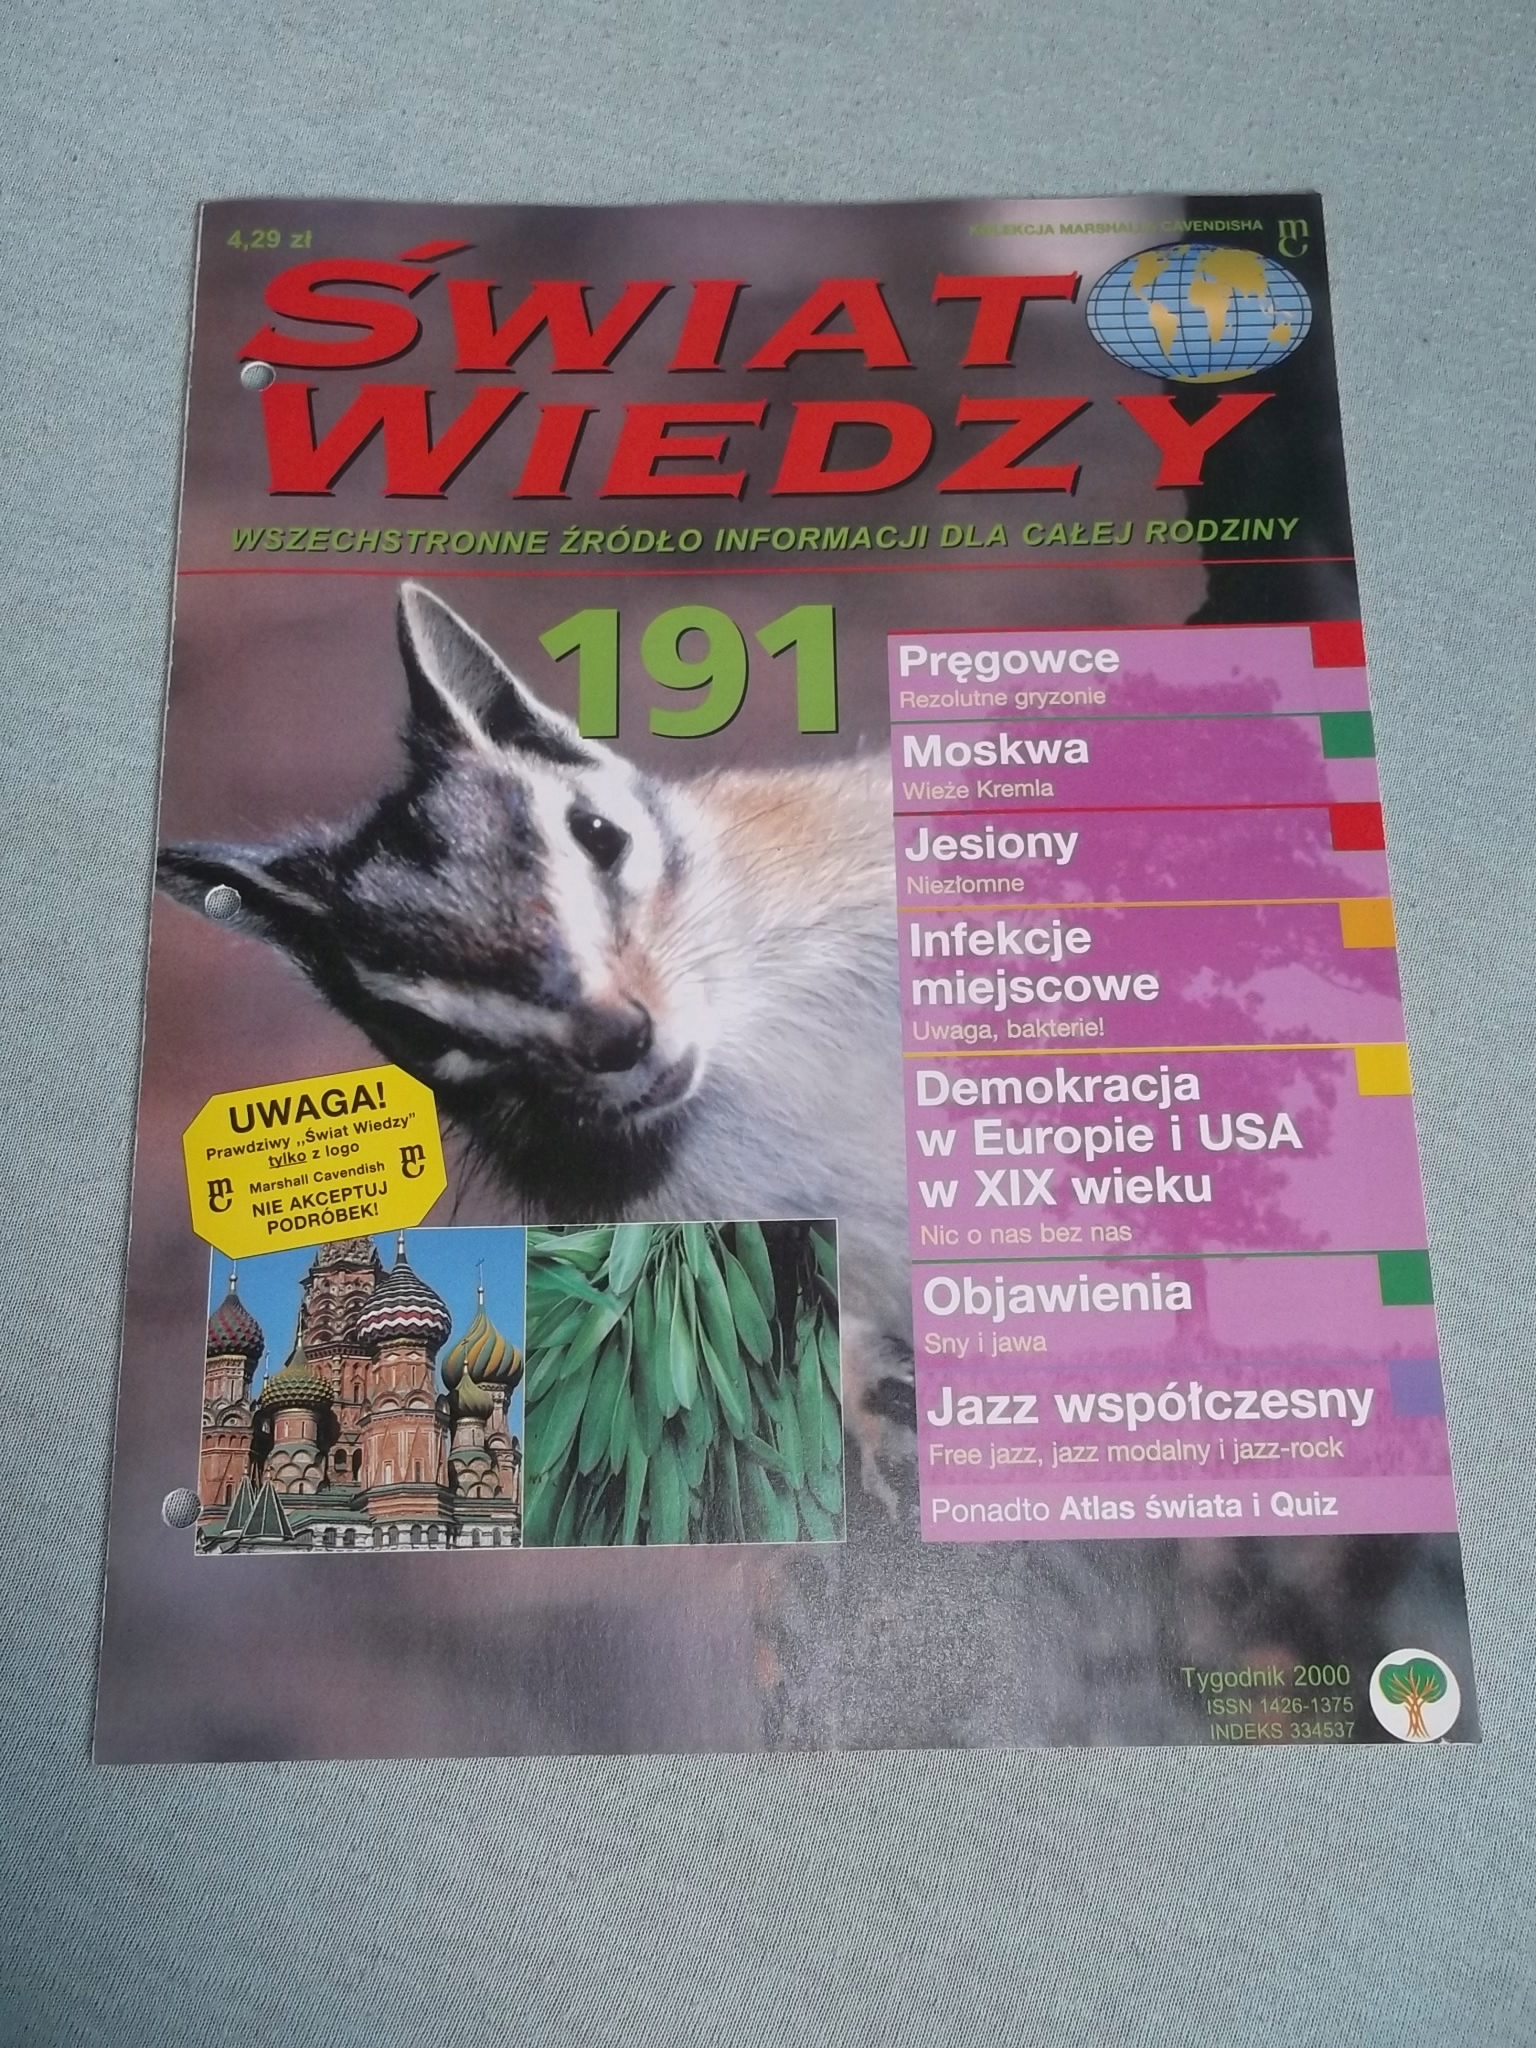 4,29 zł
KOLEKCJA MARSHALLA CAVENDISHA
mc
ŚWIAT
WIEDZY
WSZECHSTRONNE ŹRÓDŁO INFORMACJI DLA CAŁEJ RODZINY
191
Pręgowce
Rezolutne gryzonie
Moskwa
Wieże Kremla
Jesiony
Niezłomne
Infekcje
miejscowe
Uwaga, bakterie!
Demokracja
w Europie i USA
w XIX wieku
Nic o nas bez nas
Objawienia
Sny i jawa
Jazz współczesny
Free jazz, jazz modalny i jazz-rock
Ponadto Atlas świata i Quiz
UWAGA!
Prawdziwy „Świat Wiedzy"
tylko z logo
mc Marshall Cavendish mc
NIE AKCEPTUJ
PODRÓBEK!
Tygodnik 2000
ISSN 1426-1375
INDEKS 334537